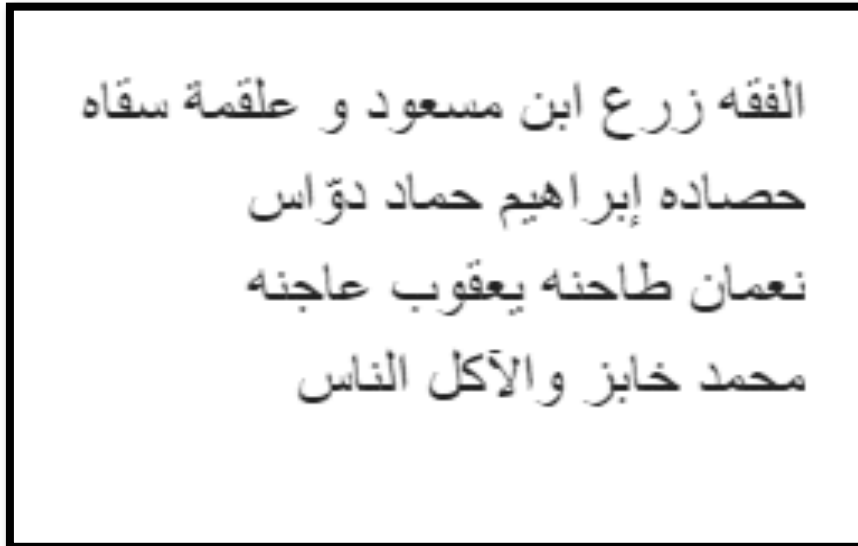 الفقه زرع ابن مسعود و علقمة سقاه
حصاده إبراهيم حماد دوّاس
نعمان طاحنه يعقوب عاجنه
محمد خابز والآكل الناس